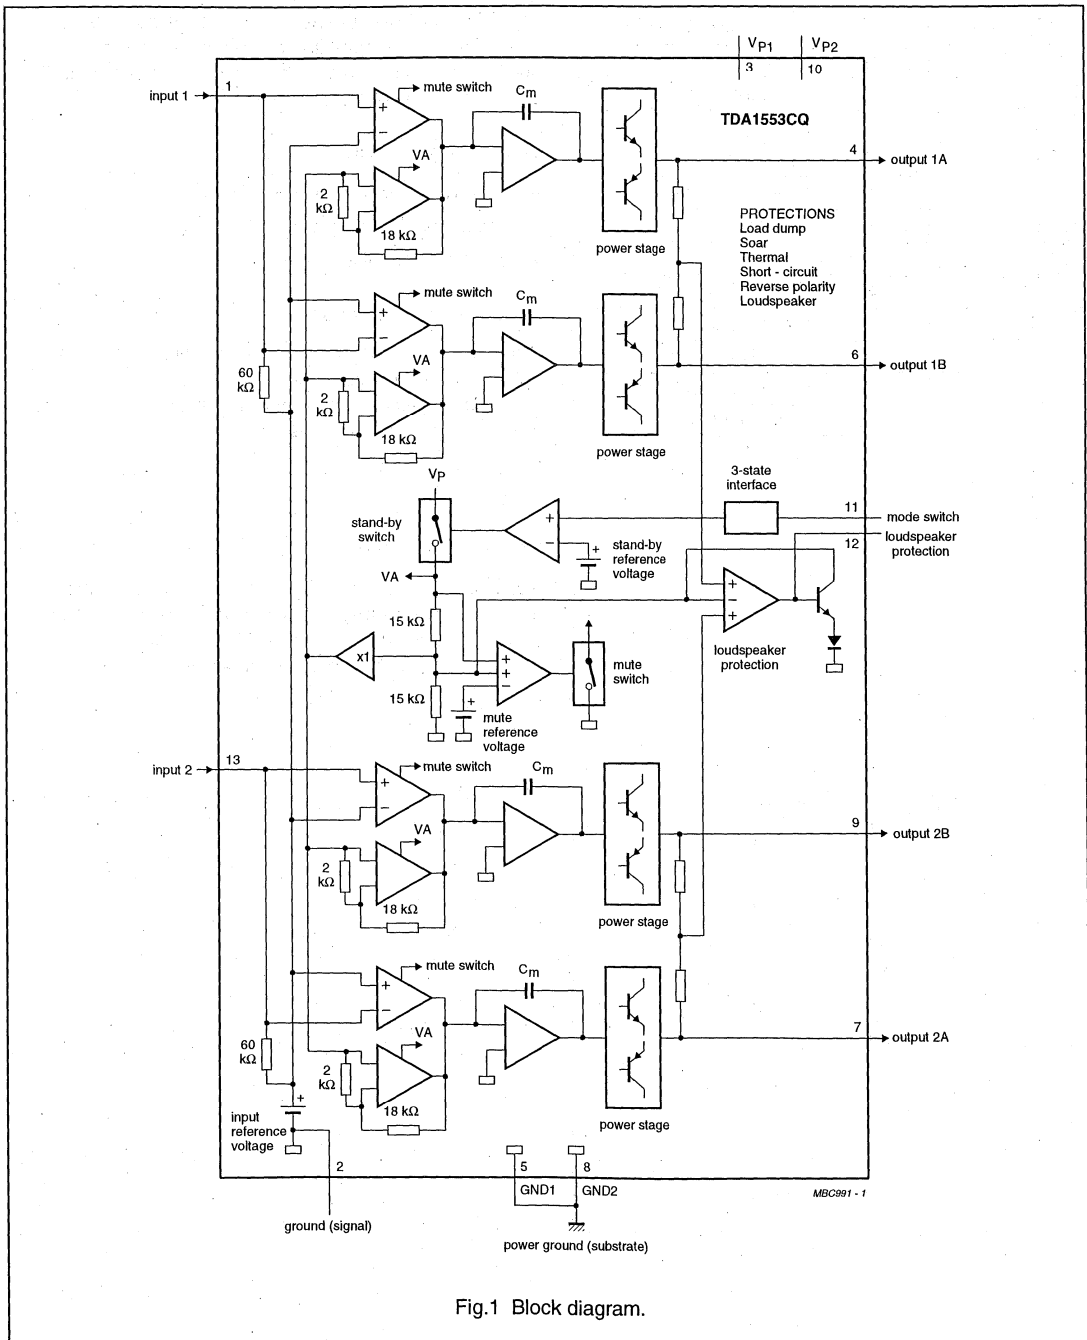 VP1
VP2
3
10
TDA1553CQ
input 1
1
mute switch
Cm
+
−
VA
2
kΩ
18 kΩ
power stage
4
output 1A
PROTECTIONS
Load dump
Soar
Thermal
Short - circuit
Reverse polarity
Loudspeaker
mute switch
Cm
+
−
VA
60
kΩ
2
kΩ
18 kΩ
power stage
6
output 1B
VP
stand-by
switch
+
−
+
stand-by
reference
voltage
3-state
interface
11
mode switch
loudspeaker
protection
12
VA
15 kΩ
x1
15 kΩ
+
+
−
+
mute
reference
voltage
mute
switch
+
−
+
loudspeaker
protection
input 2
13
mute switch
Cm
+
−
VA
2
kΩ
18 kΩ
power stage
9
output 2B
mute switch
Cm
+
−
VA
60
kΩ
2
kΩ
18 kΩ
power stage
7
output 2A
+
input
reference
voltage
2
ground (signal)
5
GND1
8
GND2
power ground (substrate)
MBC991 - 1
Fig.1 Block diagram.